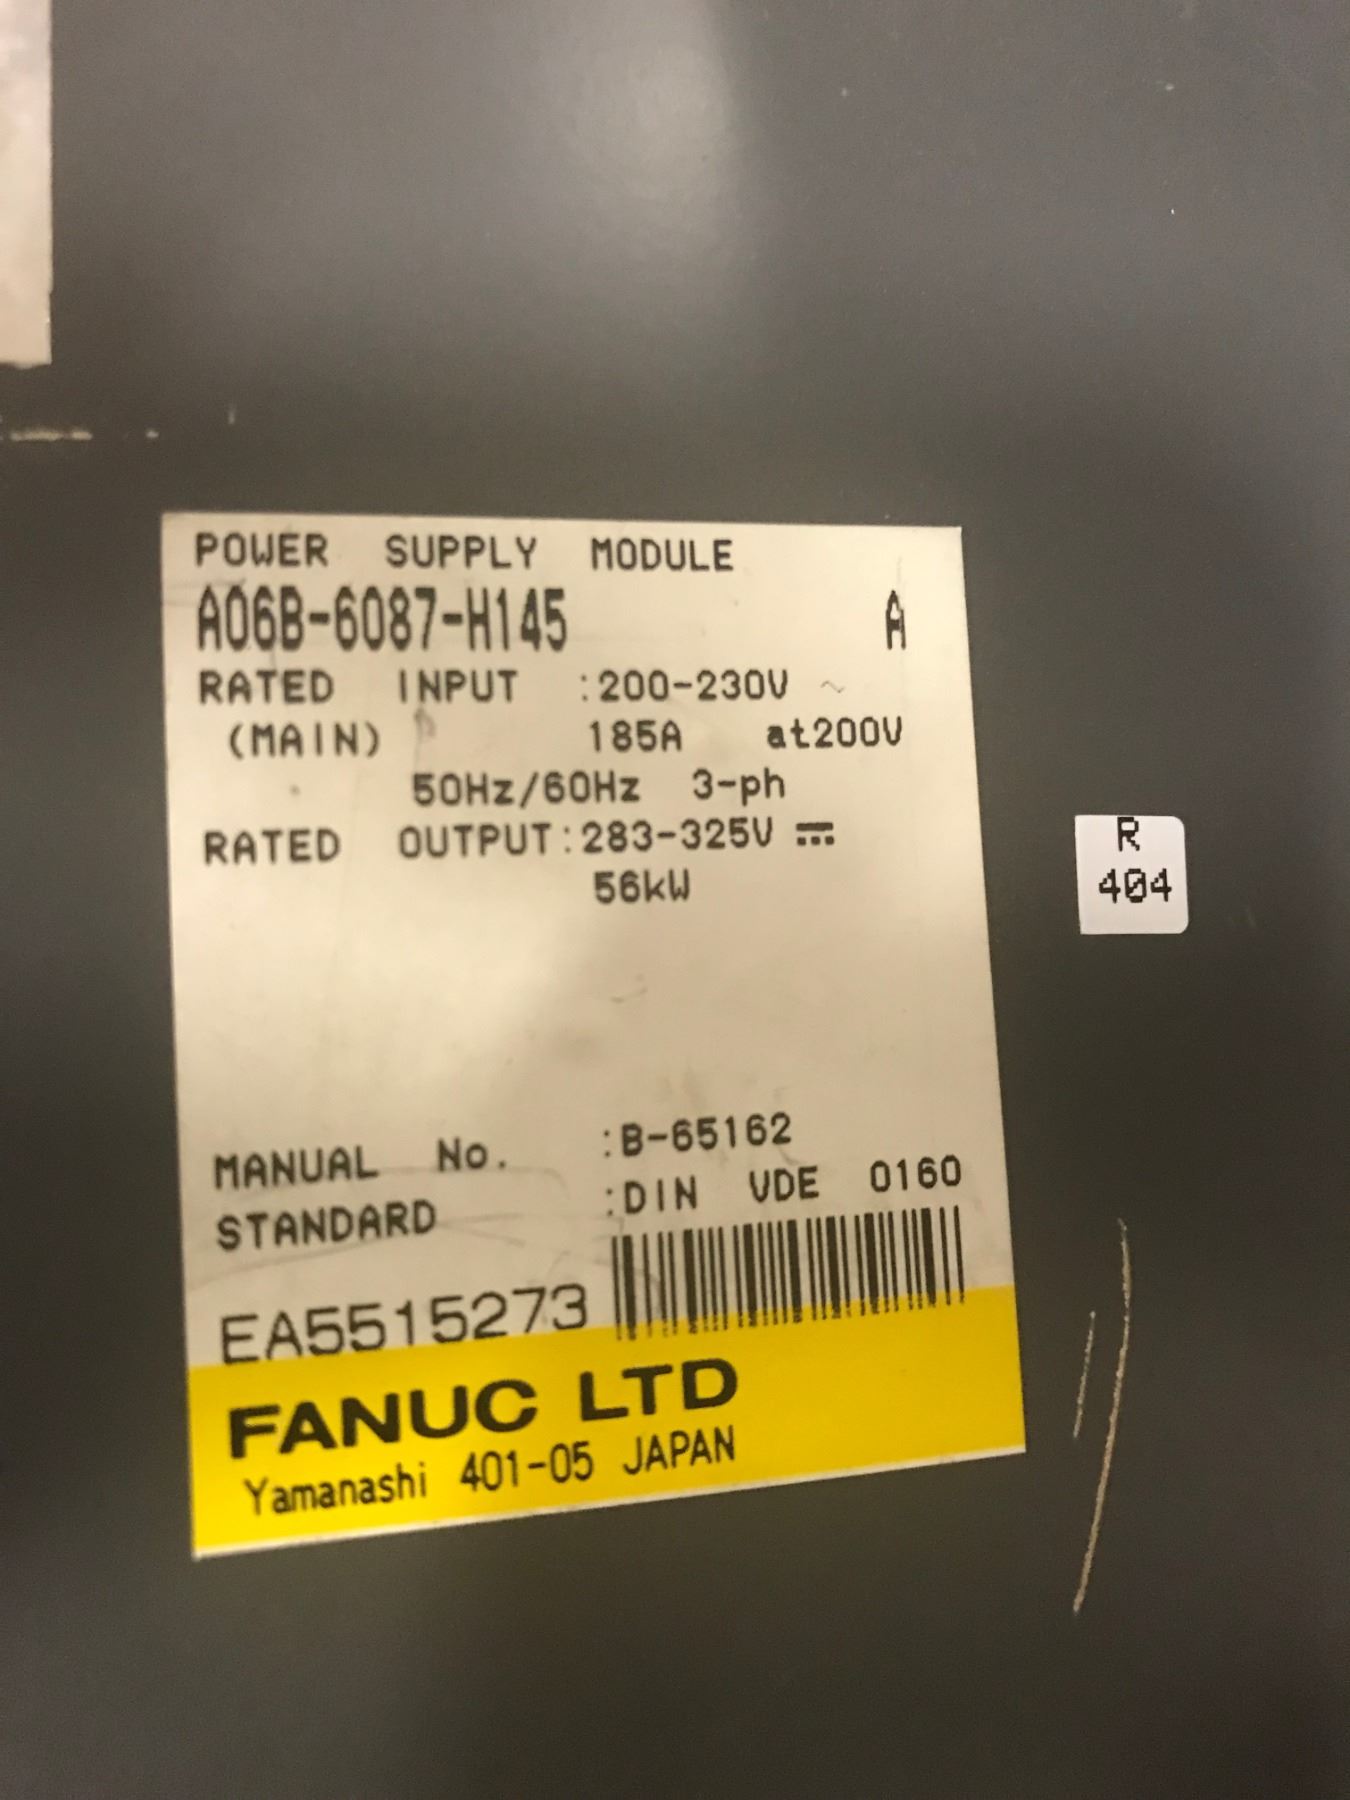 POWER SUPPLY MODULE
A06B-6087-H145 A
RATED INPUT :200-230V ~
(MAIN) 185A at200V
50Hz/60Hz 3-ph
RATED OUTPUT:283-325V ⎓
56kW
MANUAL No. :B-65162
STANDARD :DIN VDE 0160
EA5515273
FANUC LTD
Yamanashi 401-05 JAPAN
R
404